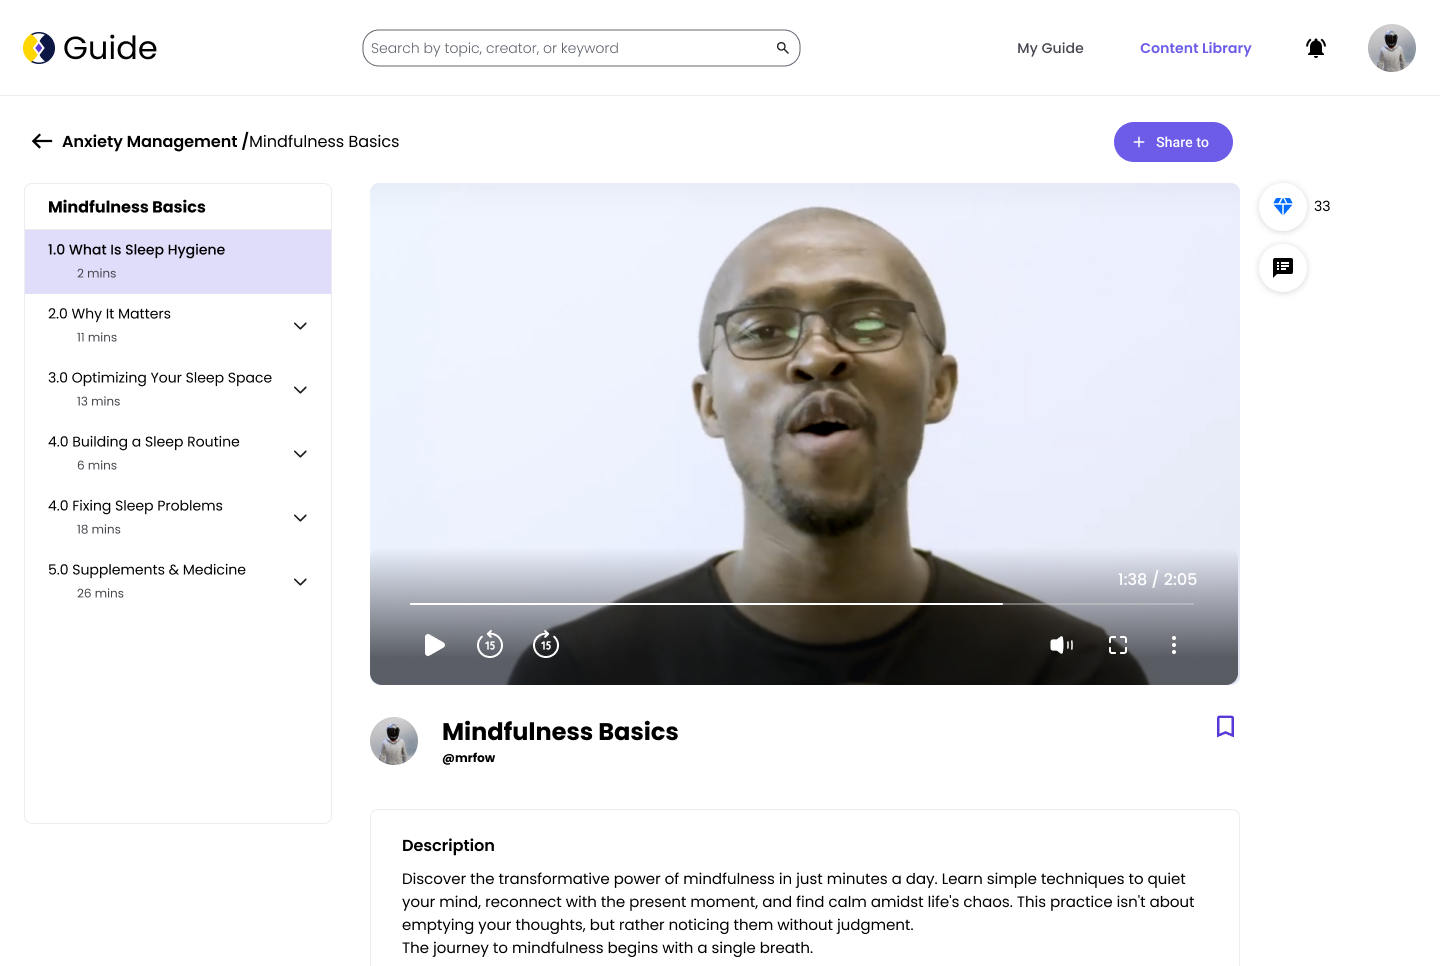 Guide
Search by topic, creator, or keyword
My Guide
Content Library
Anxiety Management /Mindfulness Basics
Share to
Mindfulness Basics
1.0 What Is Sleep Hygiene
2 mins
2.0 Why It Matters
11 mins
3.0 Optimizing Your Sleep Space
13 mins
4.0 Building a Sleep Routine
6 mins
4.0 Fixing Sleep Problems
18 mins
5.0 Supplements & Medicine
26 mins
33
1:38 / 2:05
15
15
Mindfulness Basics
@mrfow
Description
Discover the transformative power of mindfulness in just minutes a day. Learn simple techniques to quiet
your mind, reconnect with the present moment, and find calm amidst life's chaos. This practice isn't about
emptying your thoughts, but rather noticing them without judgment.
The journey to mindfulness begins with a single breath.